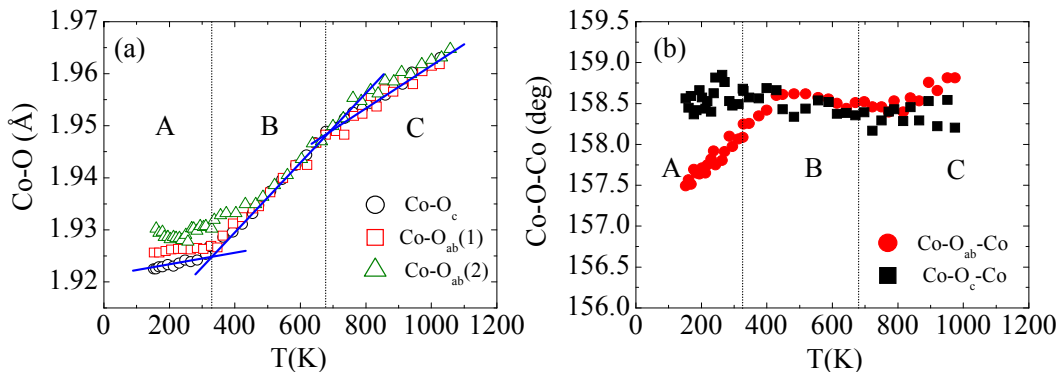 (a)
A
B
C
Co-O (Å)
1.97
1.96
1.95
1.94
1.93
1.92
Co-O_c
Co-O_ab(1)
Co-O_ab(2)
0 200 400 600 800 1000 1200
T(K)
(b)
A
B
C
Co-O-Co (deg)
159.0
158.5
158.0
157.5
157.0
156.5
156.0
Co-O_ab-Co
Co-O_c-Co
0 200 400 600 800 1000 1200
T(K)